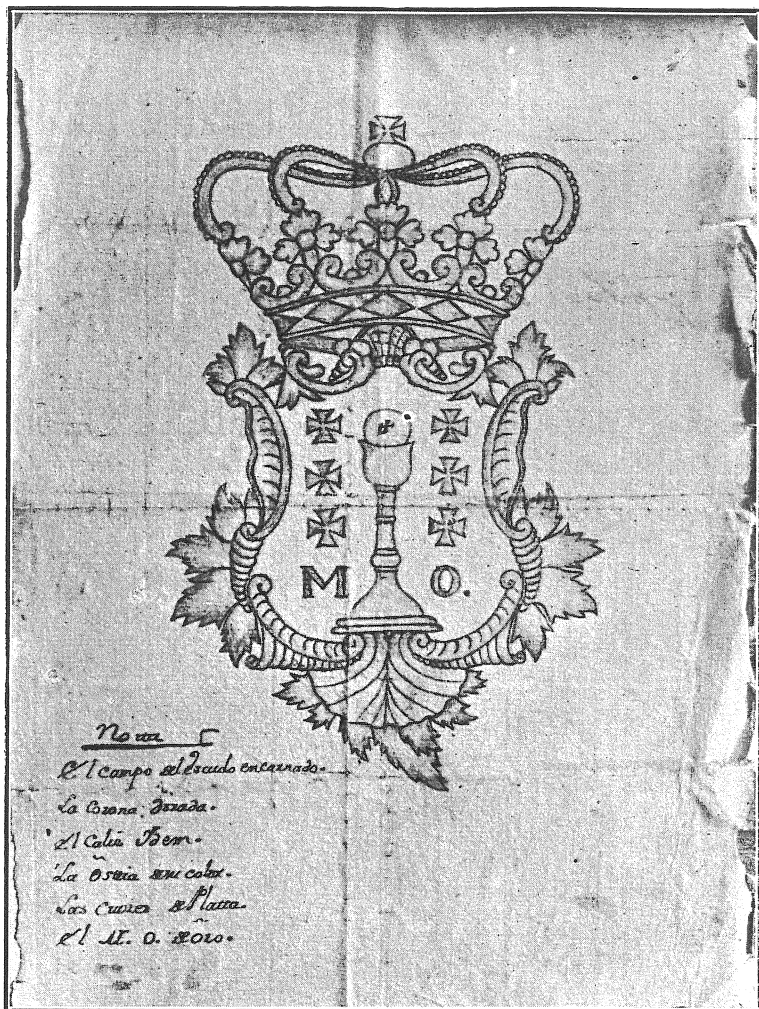 M O.
Nota
El campo del escudo encarnado.
La Corona, Dorada.
El Caliz Idem.
La Ostia de su color.
Las Cruzes de Platta.
El M. O. de Oro.